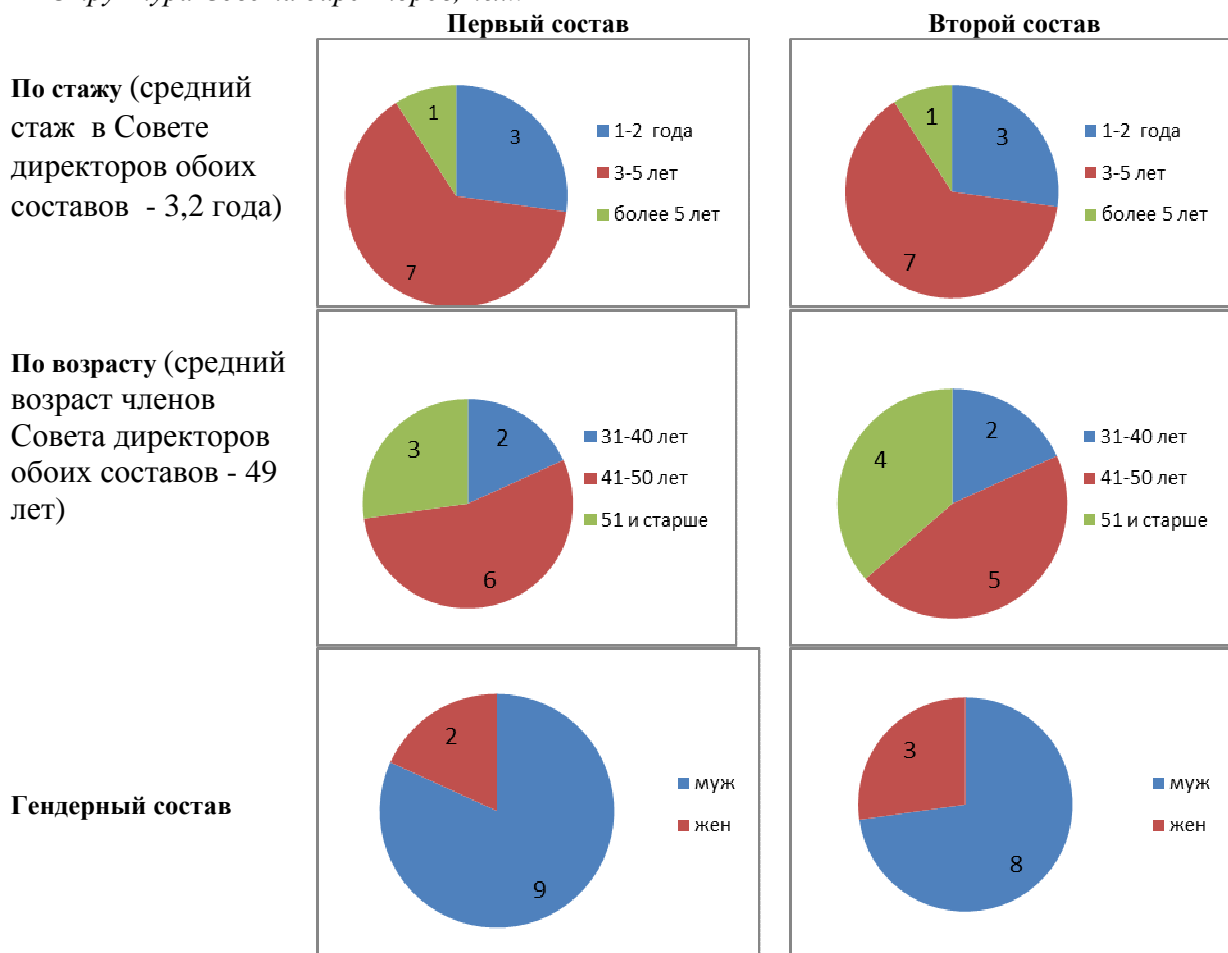 Первый состав Второй состав
По стажу (средний
стаж в Совете
директоров обоих
составов - 3,2 года)
1
3
7
1-2 года
3-5 лет
более 5 лет
1
3
7
1-2 года
3-5 лет
более 5 лет
По возрасту (средний
возраст членов
Совета директоров
обоих составов - 49
лет)
3
2
6
31-40 лет
41-50 лет
51 и старше
4
2
5
31-40 лет
41-50 лет
51 и старше
Гендерный состав
2
9
муж
жен
3
8
муж
жен